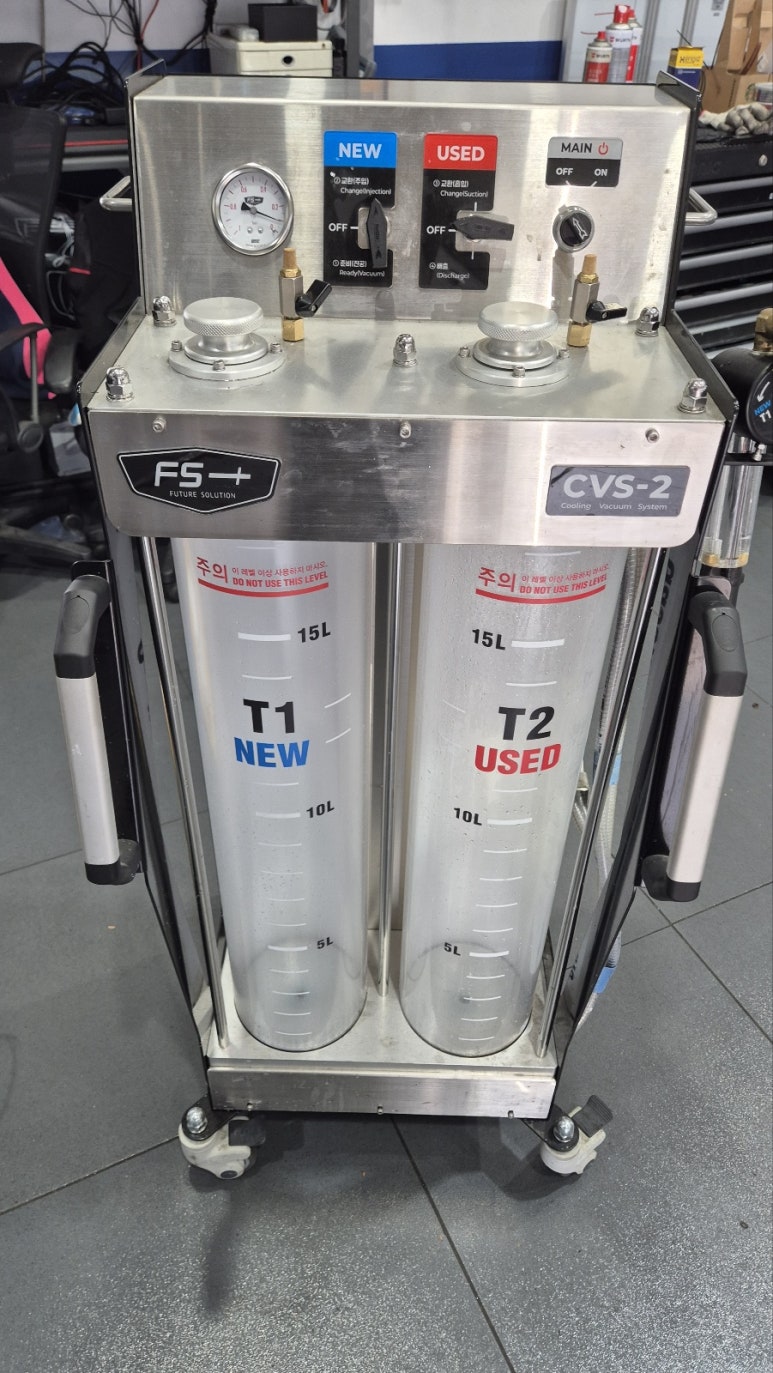 NEW
② 교환(주입)
Change(Injection)
OFF
① 준비(진공)
Ready(Vacuum)
USED
③ 교환(흡입)
Change(Suction)
OFF
④ 배출
(Discharge)
MAIN
OFF ON
FS
FUTURE SOLUTION
CVS-2
Cooling Vacuum System
주의 이 레벨 이상 사용하지 마시오.
DO NOT USE THIS LEVEL
15L
T1
NEW
10L
5L
주의 이 레벨 이상 사용하지 마시오.
DO NOT USE THIS LEVEL
15L
T2
USED
10L
5L
NEW
T1